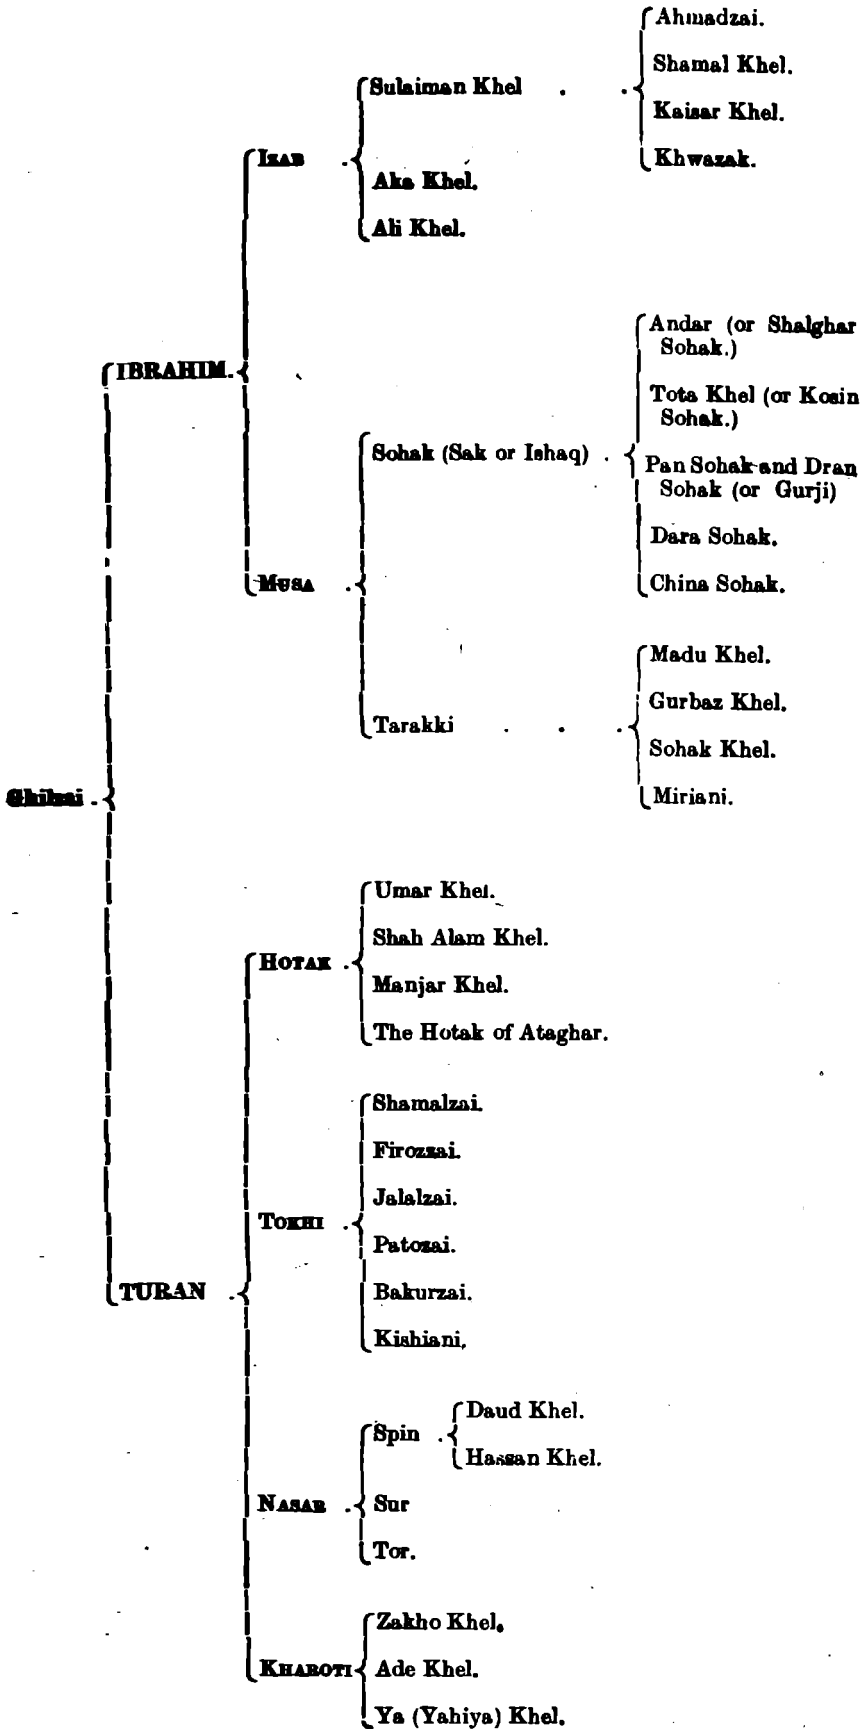 Ahmadzai.
Shamal Khel.
Sulaiman Khel
Kaisar Khel.
Khwazak.
IZAB
Aka Khel.
Ali Khel.
Andar (or Shalghar
Sohak.)
IBRAHIM.
Tota Khel (or Kosin
Sohak.)
Sohak (Sak or Ishaq)
Pan Sohak and Dran
Sohak (or Gurji)
Dara Sohak.
MUSA
China Sohak.
Madu Khel.
Gurbaz Khel.
Tarakki
Sohak Khel.
Miriani.
Ghilzai
Umar Khel.
Shah Alam Khel.
HOTAK
Manjar Khel.
The Hotak of Ataghar.
Shamalzai.
Firozzai.
Jalalzai.
TOKHI
Patozai.
TURAN
Bakurzai.
Kishiani.
Daud Khel.
Spin
Hassan Khel.
NASAR
Sur
Tor.
Zakho Khel.
KHAROTI
Ade Khel.
Ya (Yahiya) Khel.